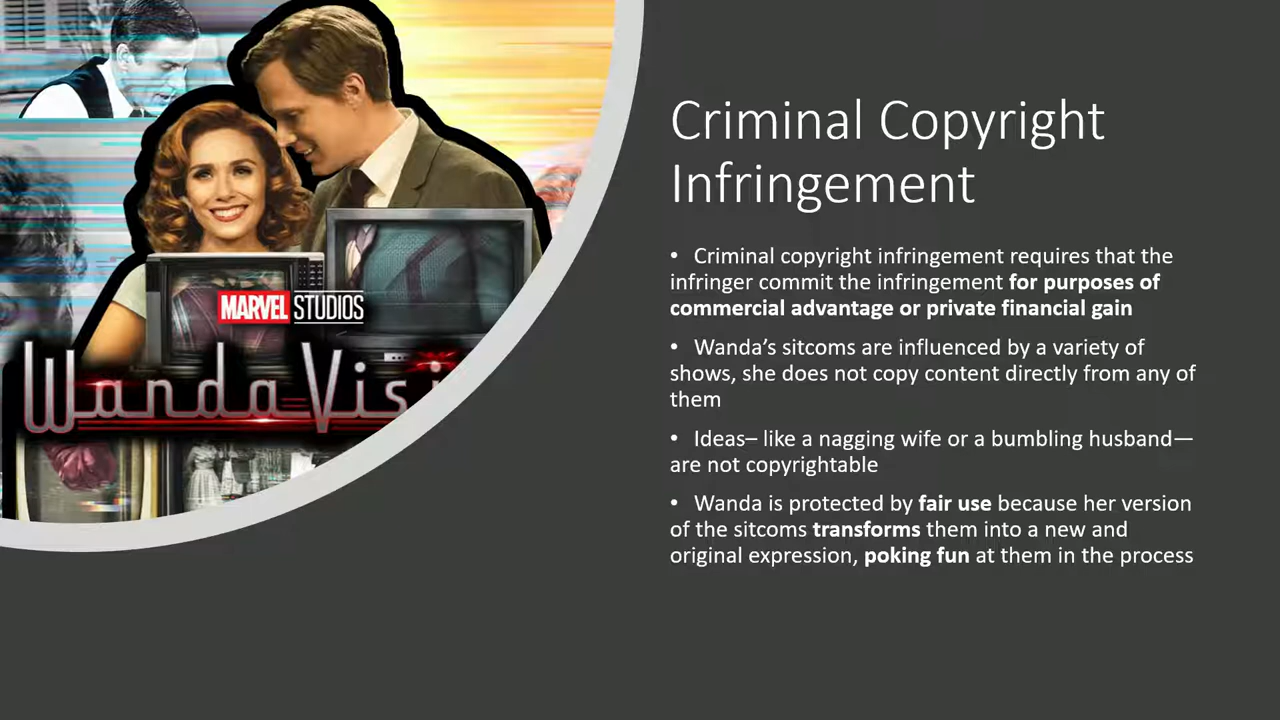 Criminal Copyright
Infringement
• Criminal copyright infringement requires that the
infringer commit the infringement for purposes of
commercial advantage or private financial gain
• Wanda’s sitcoms are influenced by a variety of
shows, she does not copy content directly from any of
them
• Ideas– like a nagging wife or a bumbling husband—
are not copyrightable
• Wanda is protected by fair use because her version
of the sitcoms transforms them into a new and
original expression, poking fun at them in the process
MARVEL STUDIOS
WandaVisi